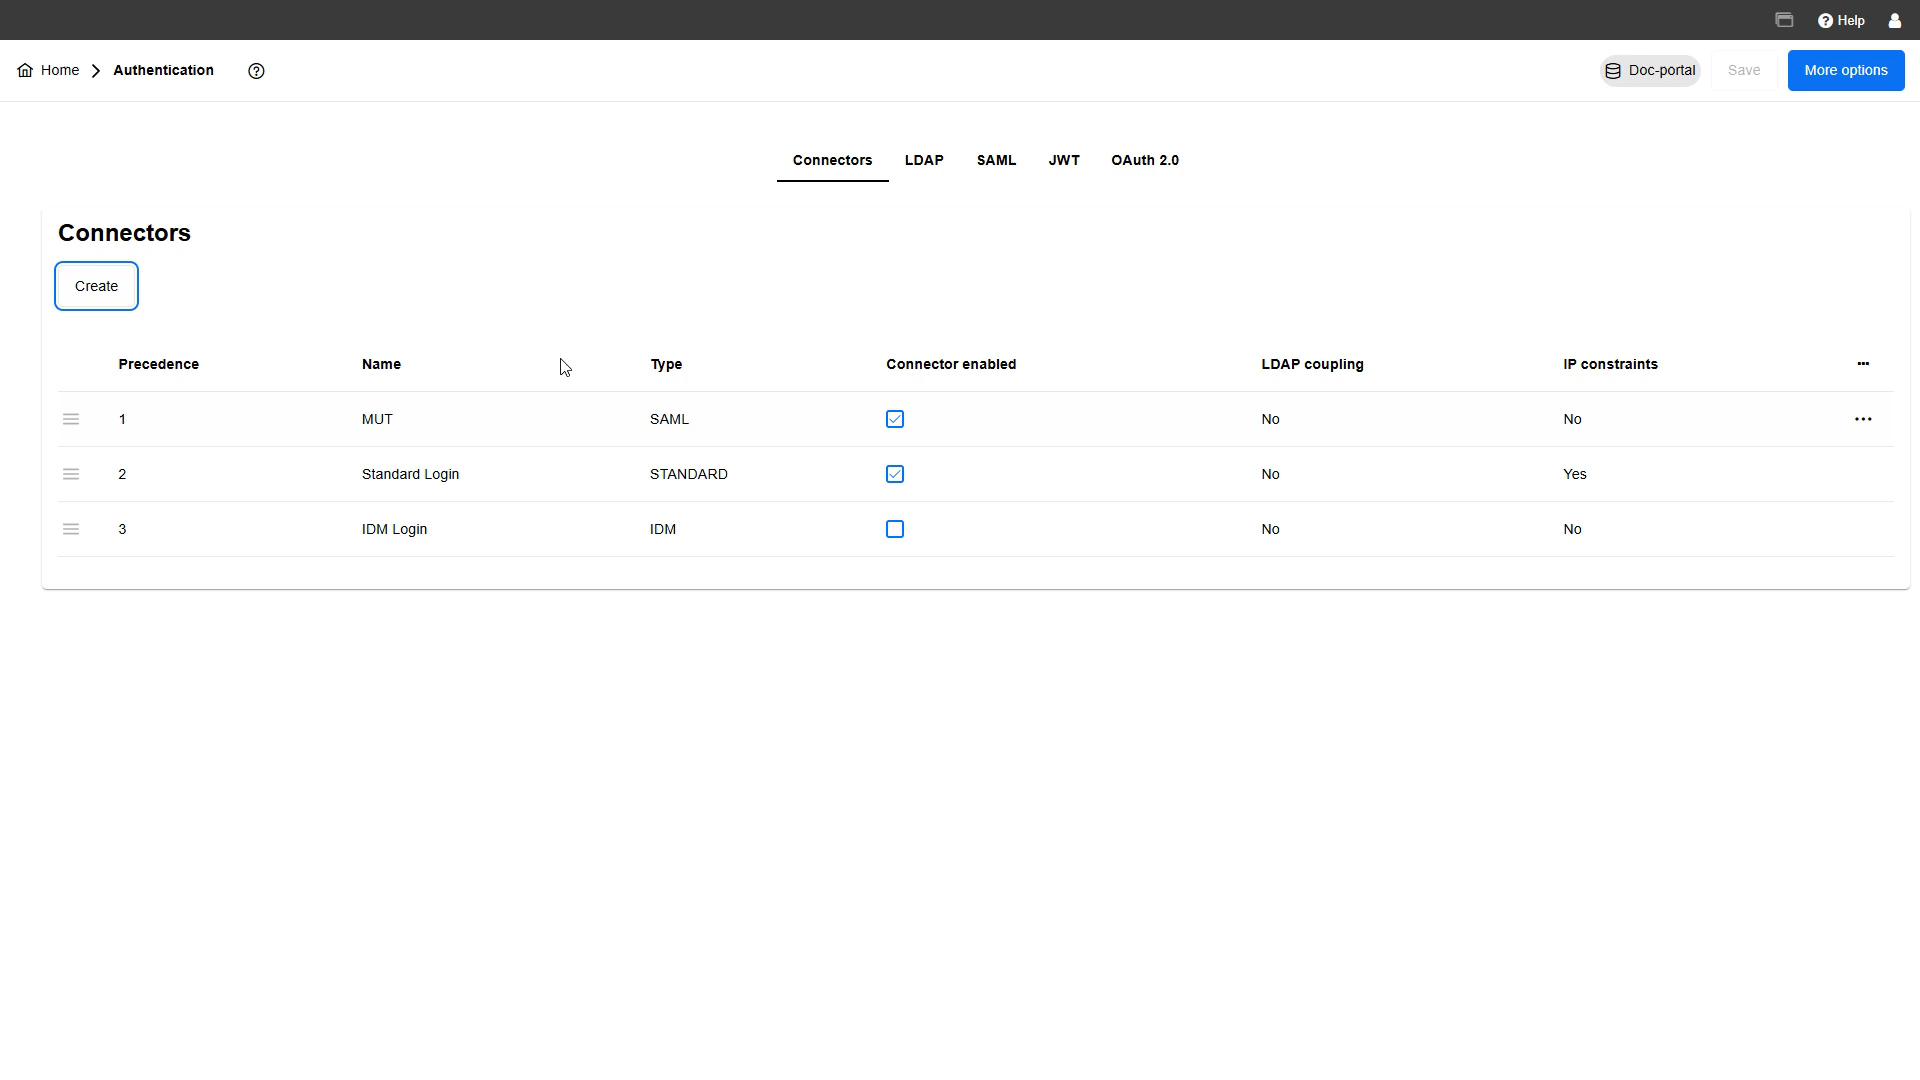 Help
Home Authentication
Doc-portal Save More options
Connectors LDAP SAML JWT OAuth 2.0
Connectors
Create
Precedence Name Type Connector enabled LDAP coupling IP constraints ...
1 MUT SAML No No ...
2 Standard Login STANDARD No Yes
3 IDM Login IDM No No